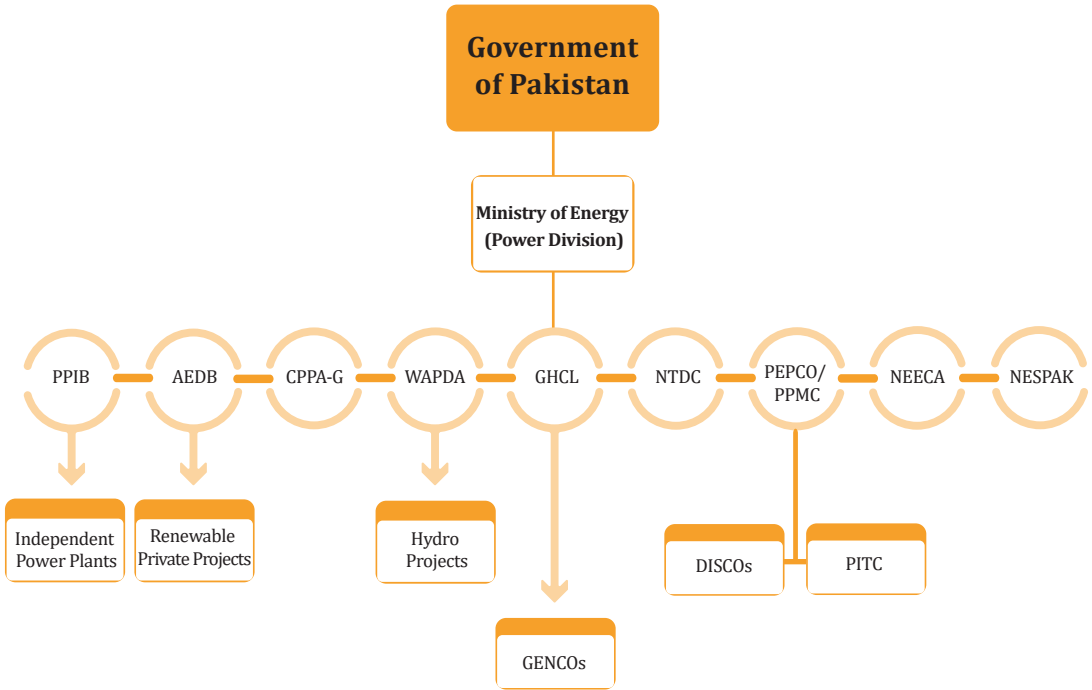 Government
of Pakistan
Ministry of Energy
(Power Division)
PPIB
AEDB
CPPA-G
WAPDA
GHCL
NTDC
PEPCO/
PPMC
NEECA
NESPAK
Independent
Power Plants
Renewable
Private Projects
Hydro
Projects
DISCOs
PITC
GENCOs